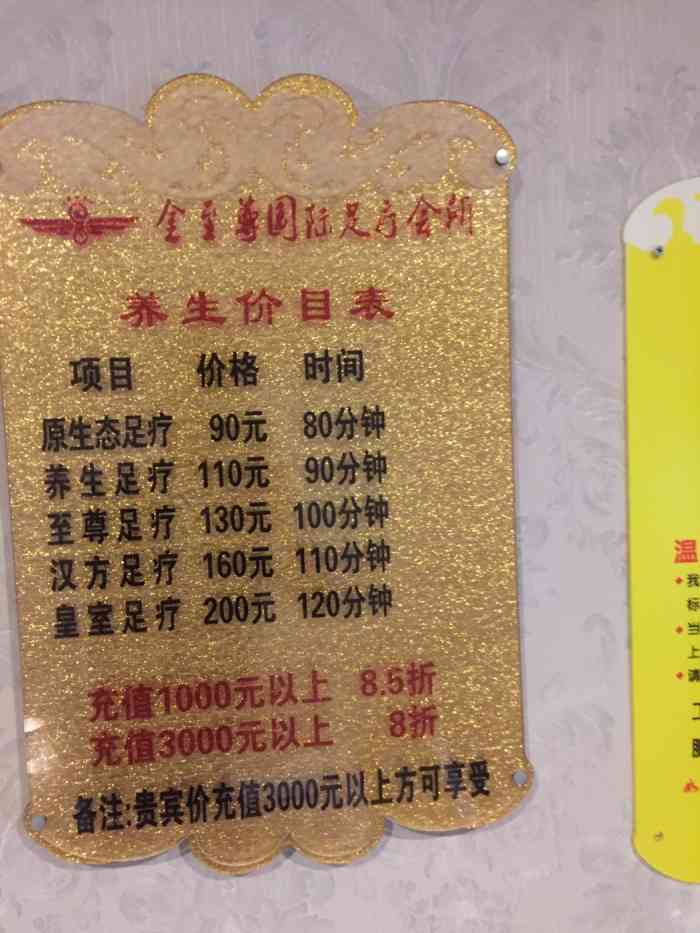 金至尊国际足疗会所
养生价目表
项目 价格 时间
原生态足疗 90元 80分钟
养生足疗 110元 90分钟
至尊足疗 130元 100分钟
汉方足疗 160元 110分钟
皇室足疗 200元 120分钟
充值1000元以上 8.5折
充值3000元以上 8折
备注:贵宾价充值3000元以上方可享受
温
我
标
当
上
请